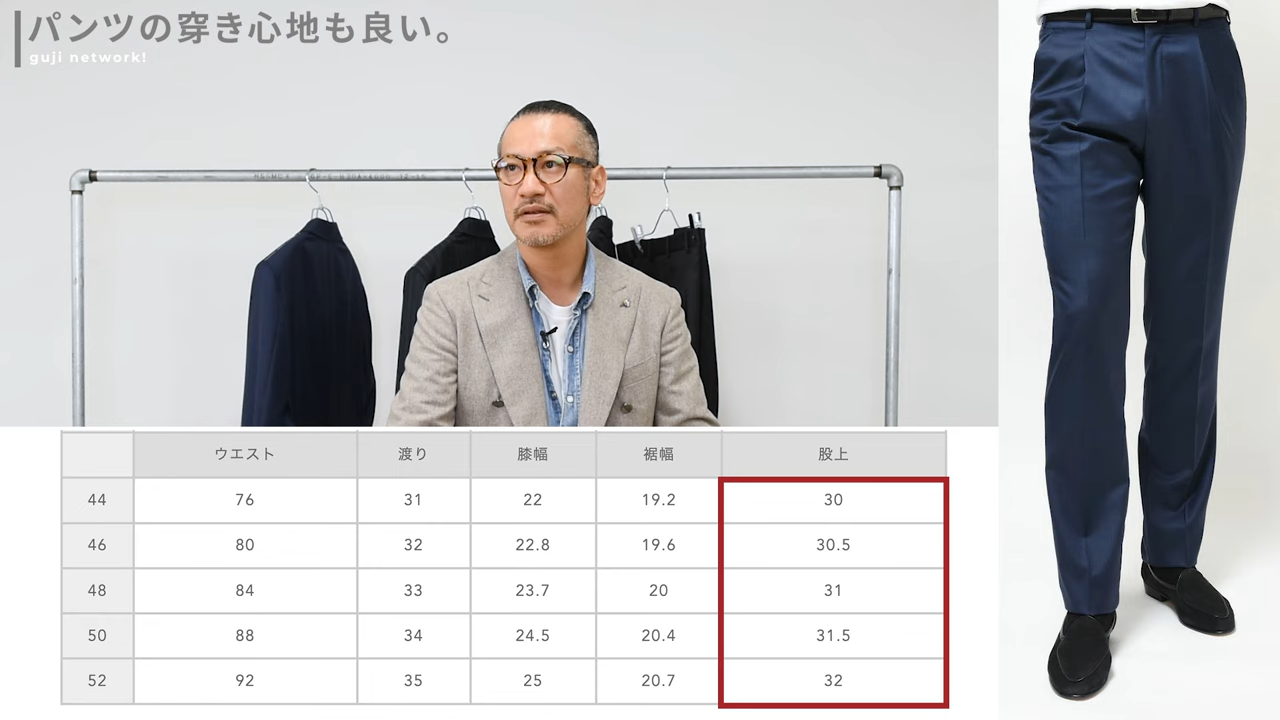 パンツの穿き心地も良い。
guji network!
ウエスト 渡り 膝幅 裾幅 股上
44 76 31 22 19.2 30
46 80 32 22.8 19.6 30.5
48 84 33 23.7 20 31
50 88 34 24.5 20.4 31.5
52 92 35 25 20.7 32